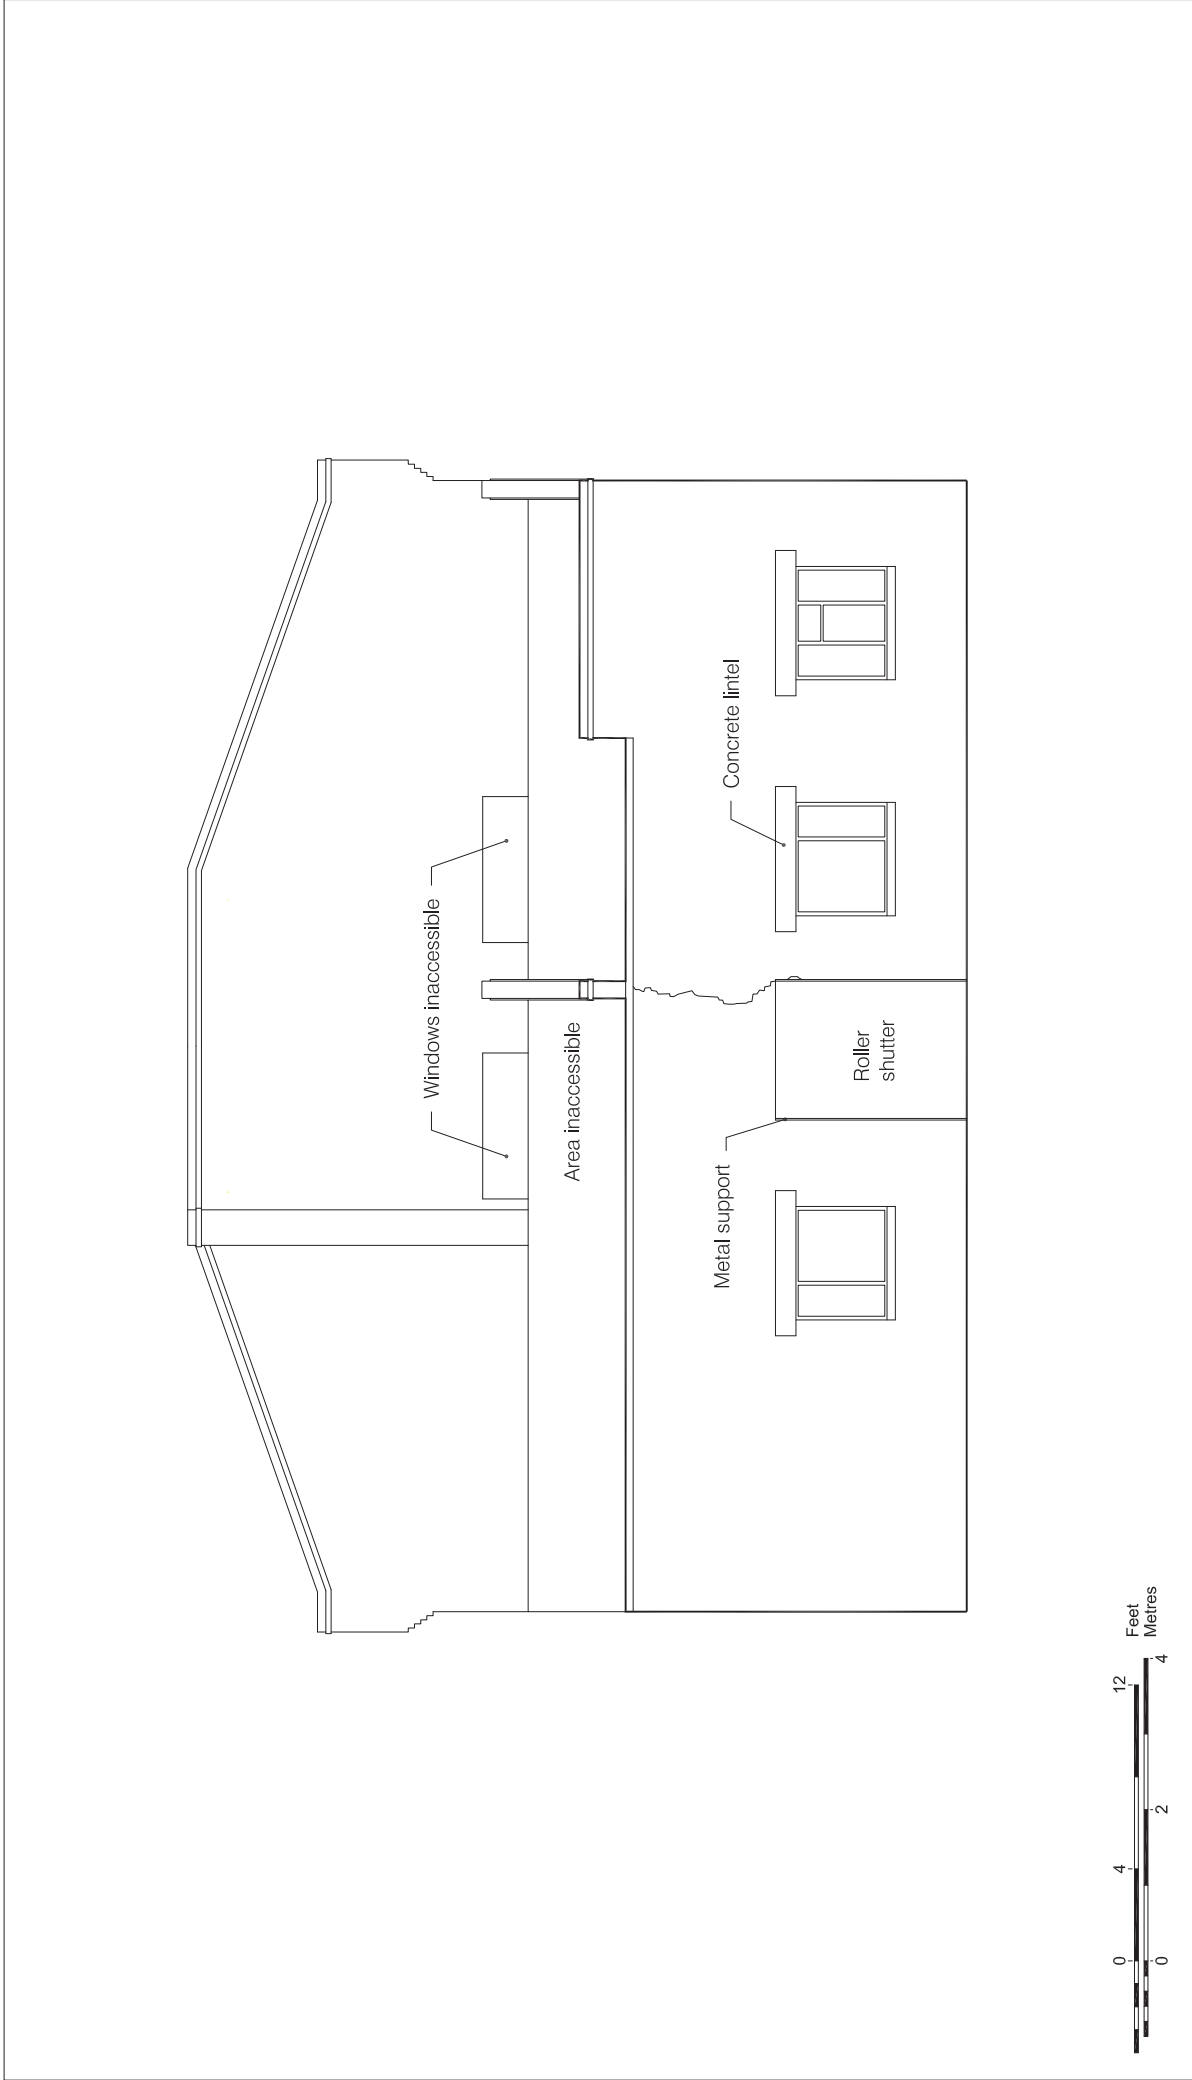 Windows inaccessible
Area inaccessible
Concrete lintel
Metal support
Roller
shutter
0 4 12 Feet
0 2 4 Metres